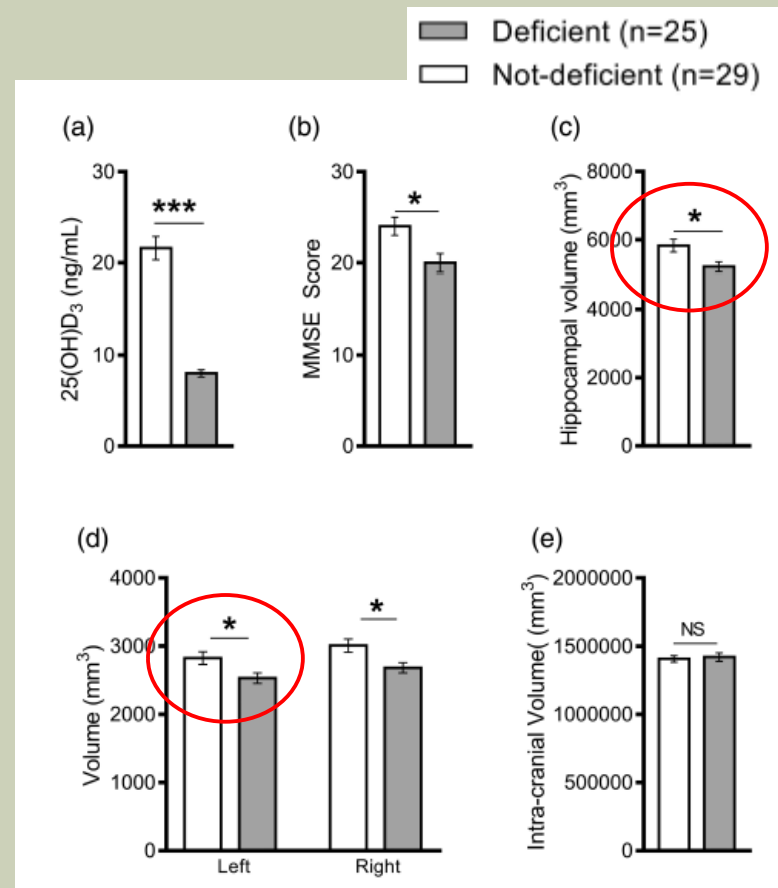 Deficient (n=25)
Not-deficient (n=29)
(a)
25(OH)D₃ (ng/mL)
30
20
10
0
***
(b)
MMSE Score
30
20
10
0
*
(c)
Hippocampal volume (mm³)
8000
6000
4000
2000
0
*
(d)
Volume (mm³)
4000
3000
2000
1000
0
*
*
Left
Right
(e)
Intra-cranial Volume( (mm³)
2000000
1500000
1000000
500000
0
NS